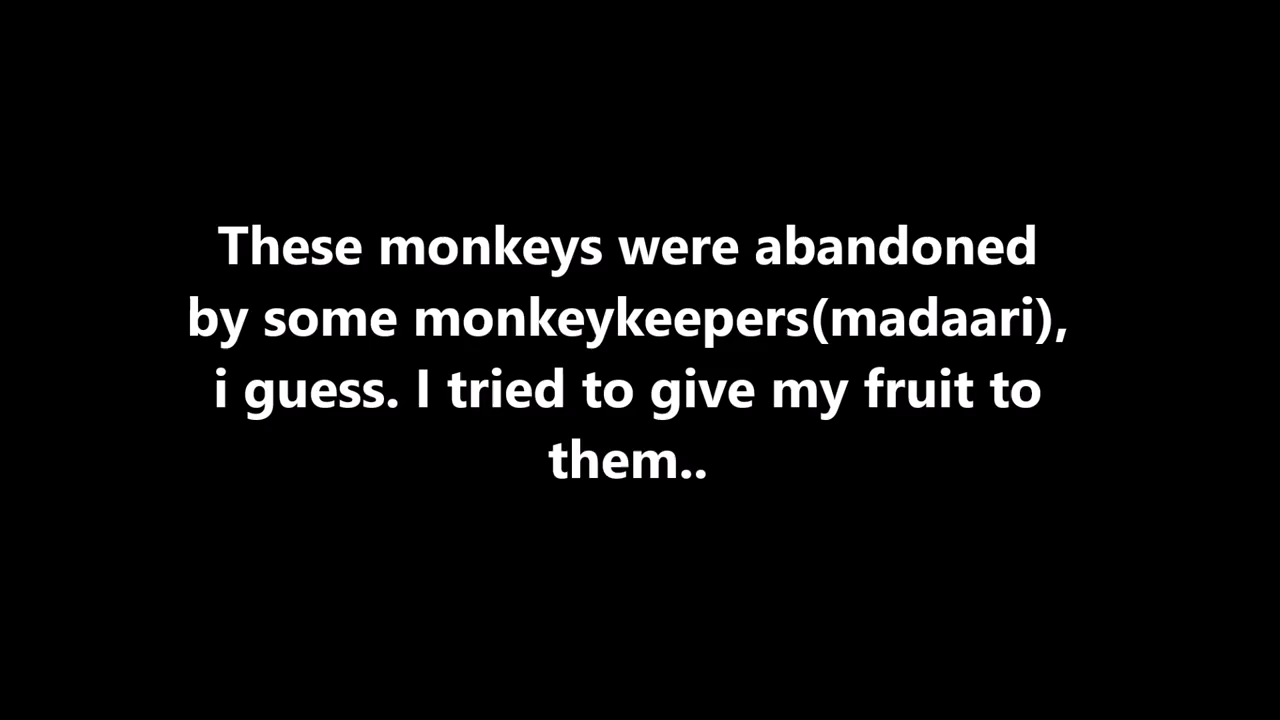 These monkeys were abandoned
by some monkeykeepers(madaari),
i guess. I tried to give my fruit to
them..